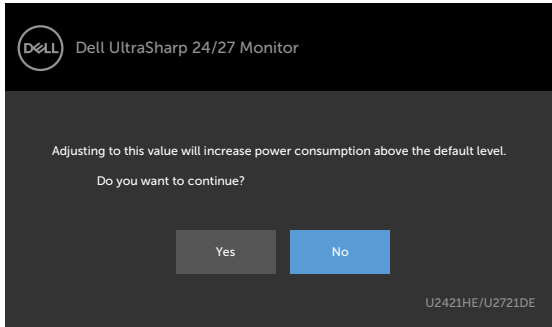 DELL
Dell UltraSharp 24/27 Monitor
Adjusting to this value will increase power consumption above the default level.
Do you want to continue?
Yes
No
U2421HE/U2721DE